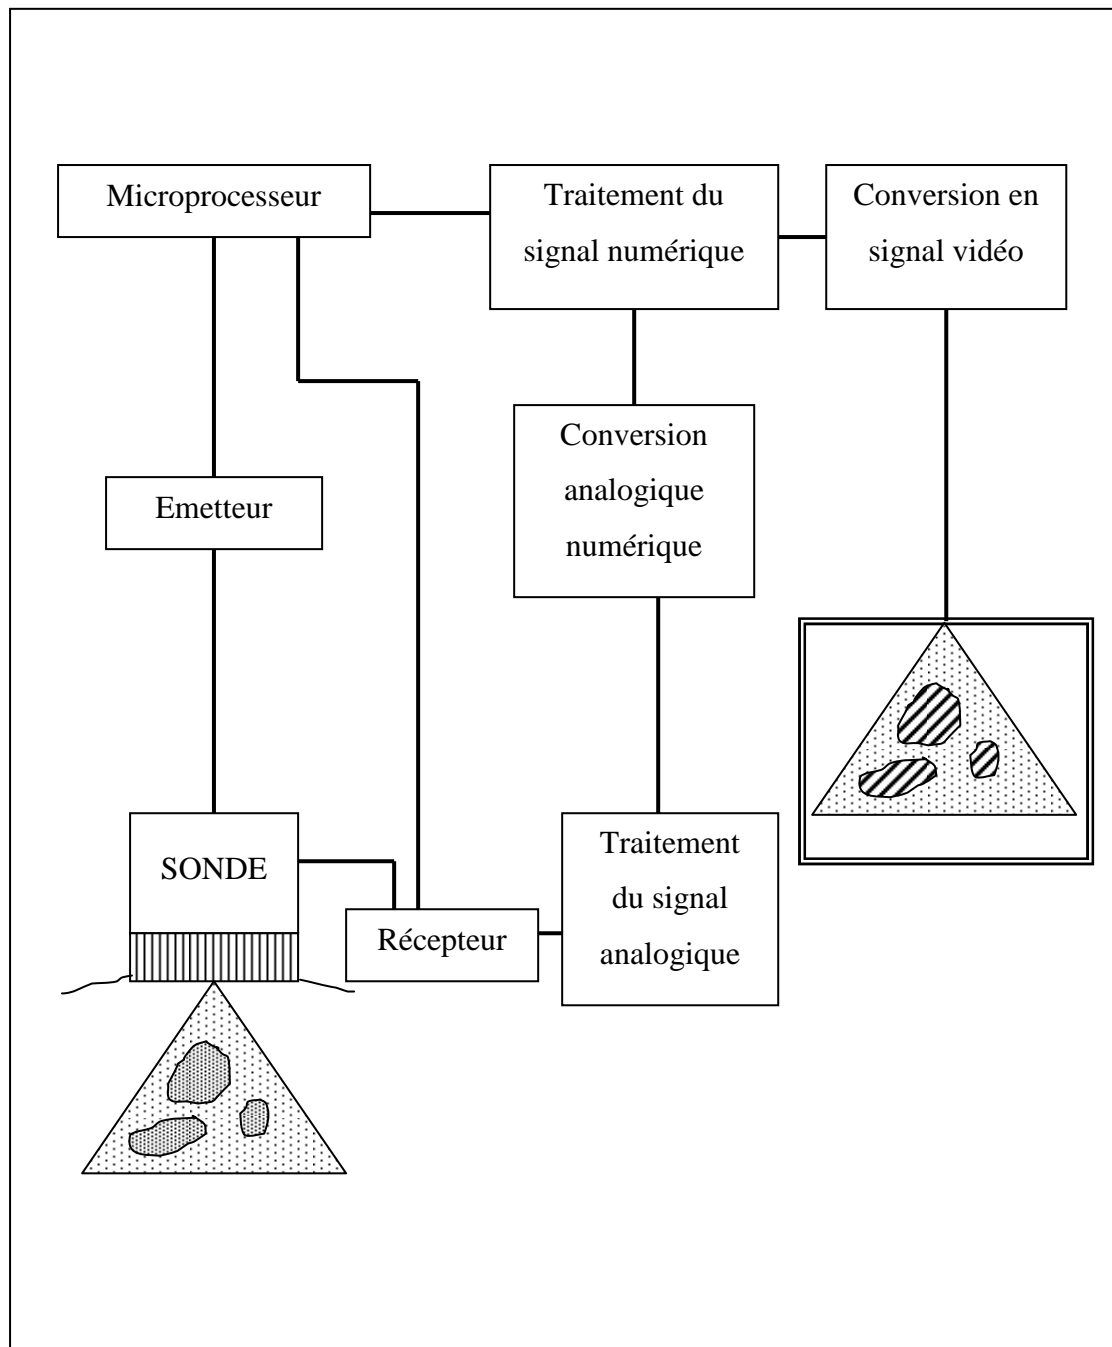 Microprocesseur
Traitement du
signal numérique
Conversion en
signal vidéo
Conversion
analogique
numérique
Emetteur
SONDE
Récepteur
Traitement
du signal
analogique